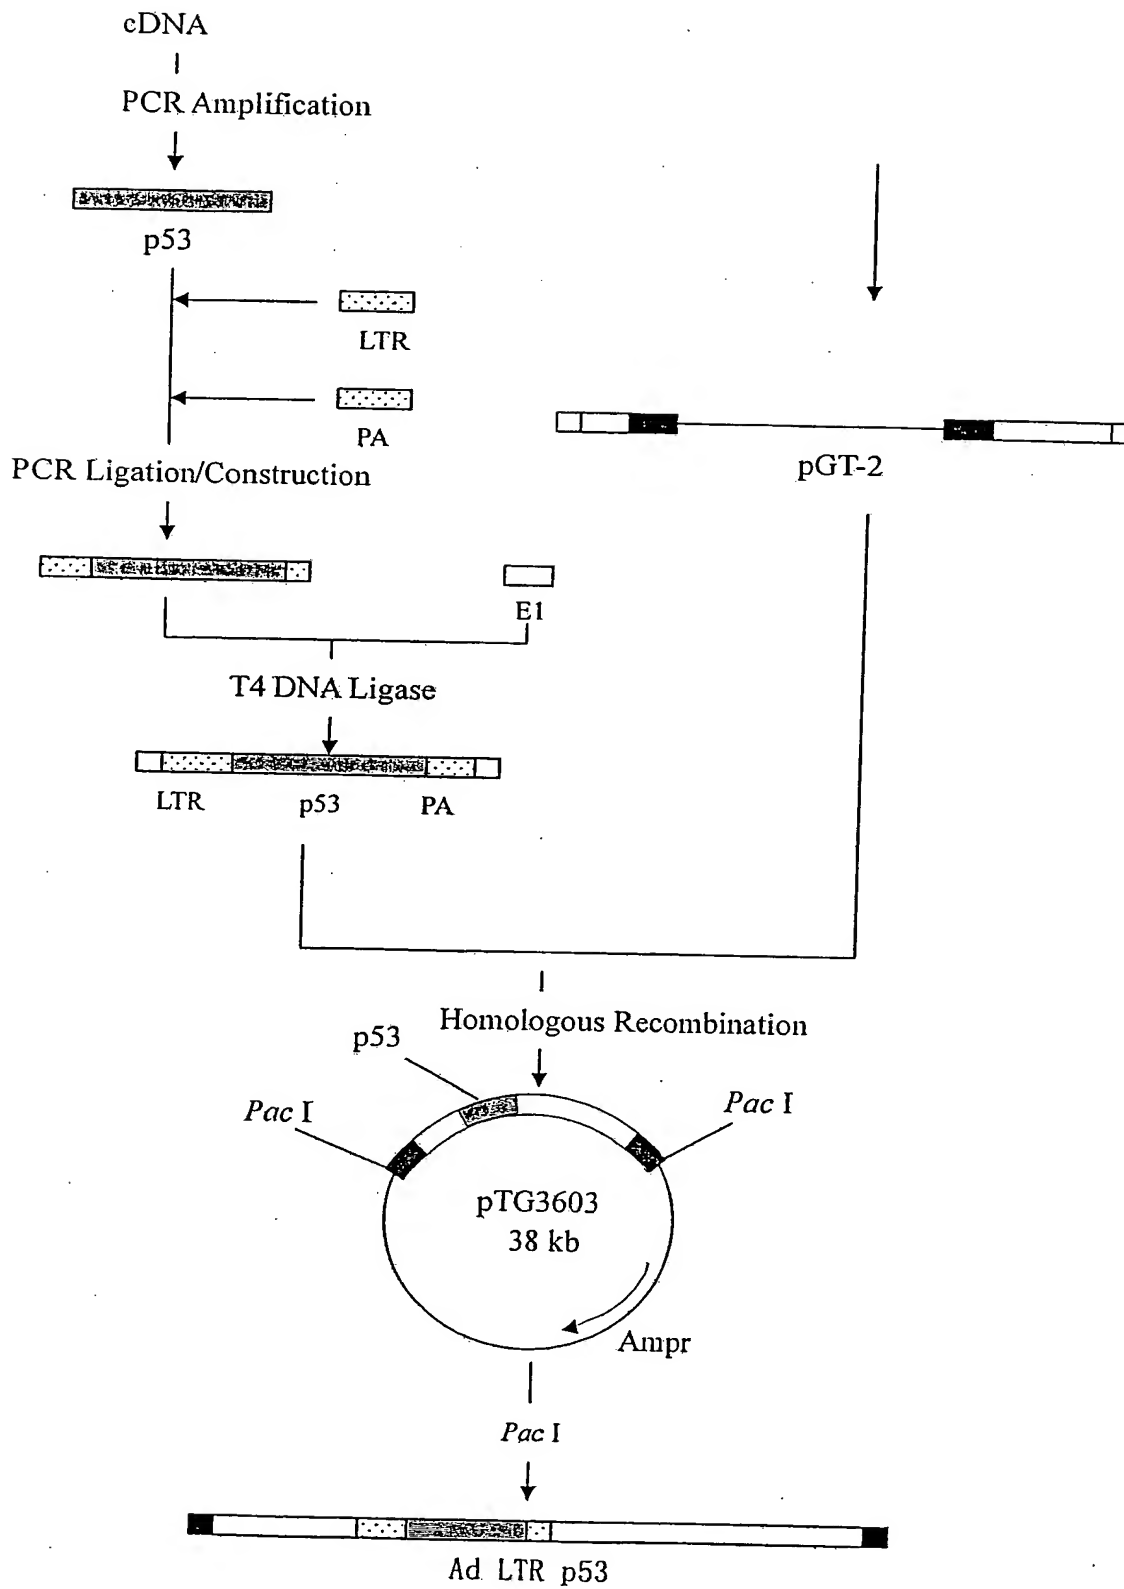 cDNA
PCR Amplification
p53
LTR
PA
PCR Ligation/Construction
pGT-2
E1
T4 DNA Ligase
LTR p53 PA
Homologous Recombination
p53
Pac I
Pac I
pTG3603
38 kb
Ampr
Pac I
Ad LTR p53